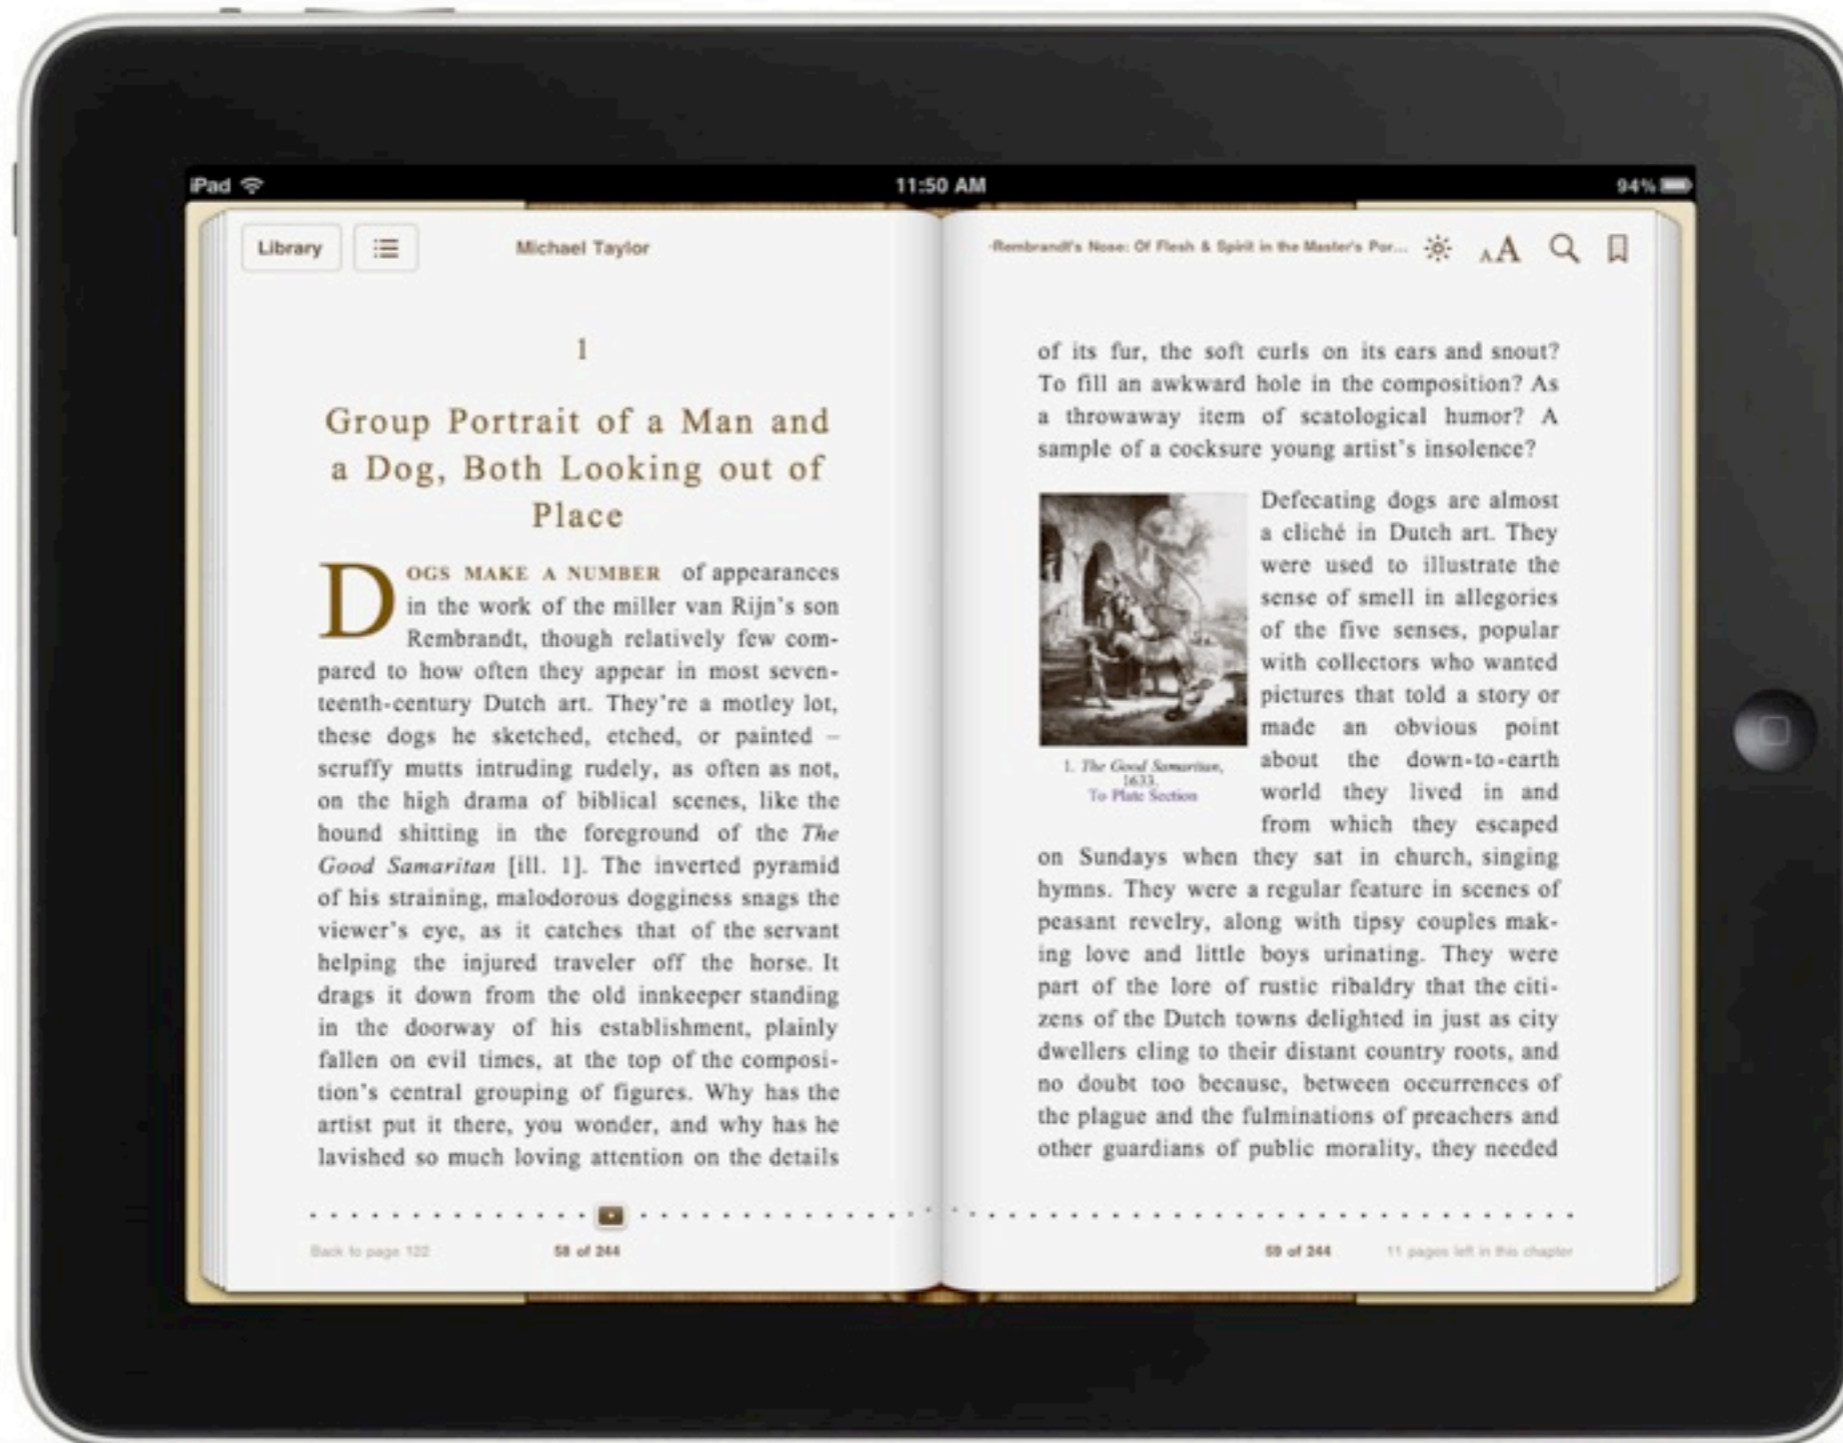 iPad
11:50 AM
94%
Library
Michael Taylor
1
Group Portrait of a Man and
a Dog, Both Looking out of
Place
DOGS MAKE A NUMBER of appearances
in the work of the miller van Rijn's son
Rembrandt, though relatively few com-
pared to how often they appear in most seven-
teenth-century Dutch art. They're a motley lot,
these dogs he sketched, etched, or painted –
scruffy mutts intruding rudely, as often as not,
on the high drama of biblical scenes, like the
hound shitting in the foreground of the The
Good Samaritan [ill. 1]. The inverted pyramid
of his straining, malodorous dogginess snags the
viewer's eye, as it catches that of the servant
helping the injured traveler off the horse. It
drags it down from the old innkeeper standing
in the doorway of his establishment, plainly
fallen on evil times, at the top of the composi-
tion's central grouping of figures. Why has the
artist put it there, you wonder, and why has he
lavished so much loving attention on the details
Back to page 122
58 of 244
Rembrandt's Nose: Of Flesh & Spirit in the Master's Por...
AA
of its fur, the soft curls on its ears and snout?
To fill an awkward hole in the composition? As
a throwaway item of scatological humor? A
sample of a cocksure young artist's insolence?
1. The Good Samaritan,
1633.
To Plate Section
Defecating dogs are almost
a cliché in Dutch art. They
were used to illustrate the
sense of smell in allegories
of the five senses, popular
with collectors who wanted
pictures that told a story or
made an obvious point
about the down-to-earth
world they lived in and
from which they escaped
on Sundays when they sat in church, singing
hymns. They were a regular feature in scenes of
peasant revelry, along with tipsy couples mak-
ing love and little boys urinating. They were
part of the lore of rustic ribaldry that the citi-
zens of the Dutch towns delighted in just as city
dwellers cling to their distant country roots, and
no doubt too because, between occurrences of
the plague and the fulminations of preachers and
other guardians of public morality, they needed
59 of 244
11 pages left in this chapter